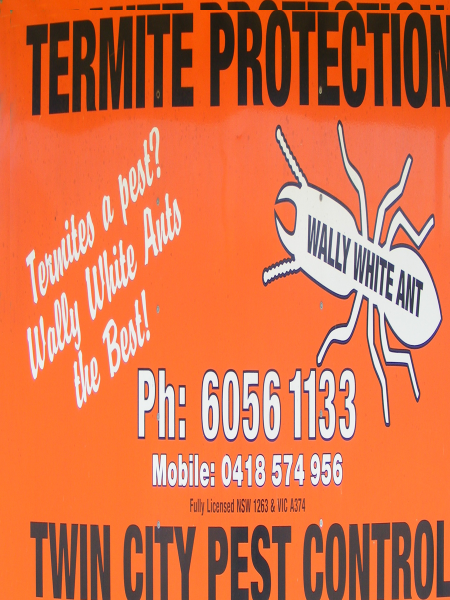 TERMITE PROTECTION
Termites a pest?
Wally White Ants
the Best!
WALLY WHITE ANT
Ph: 6056 1133
Mobile: 0418 574 956
Fully Licensed NSW 1263 & VIC A374
TWIN CITY PEST CONTROL